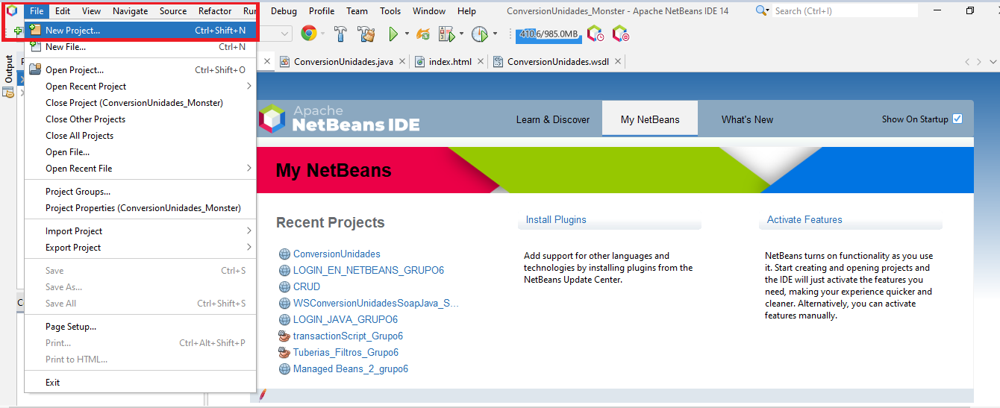 File Edit View Navigate Source Refactor Run Debug Profile Team Tools Window Help ConversionUnidades_Monster - Apache NetBeans IDE 14 Search (Ctrl+I)
New Project... Ctrl+Shift+N
410.6/985.0MB
New File... Ctrl+N
Output
ConversionUnidades.java index.html ConversionUnidades.wsdl
Open Project... Ctrl+Shift+O
Open Recent Project
Close Project (ConversionUnidades_Monster)
Close Other Projects
Close All Projects
Open File...
Open Recent File
Project Groups...
Project Properties (ConversionUnidades_Monster)
Import Project
Export Project
Save Ctrl+S
Save As...
Save All Ctrl+Shift+S
Page Setup...
Print... Ctrl+Alt+Shift+P
Print to HTML...
Exit
Apache
NetBeans IDE
Learn & Discover My NetBeans What's New Show On Startup
My NetBeans
Recent Projects
ConversionUnidades
LOGIN_EN_NETBEANS_GRUPO6
CRUD
WSConversionUnidadesSoapJava_S...
LOGIN_JAVA_GRUPO6
transactionScript_Grupo6
Tuberias_Filtros_Grupo6
Managed Beans_2_grupo6
Install Plugins
Add support for other languages and
technologies by installing plugins from the
NetBeans Update Center.
Activate Features
NetBeans turns on functionality as you use
it. Start creating and opening projects and
the IDE will just activate the features you
need, making your experience quicker and
cleaner. Alternatively, you can activate
features manually.